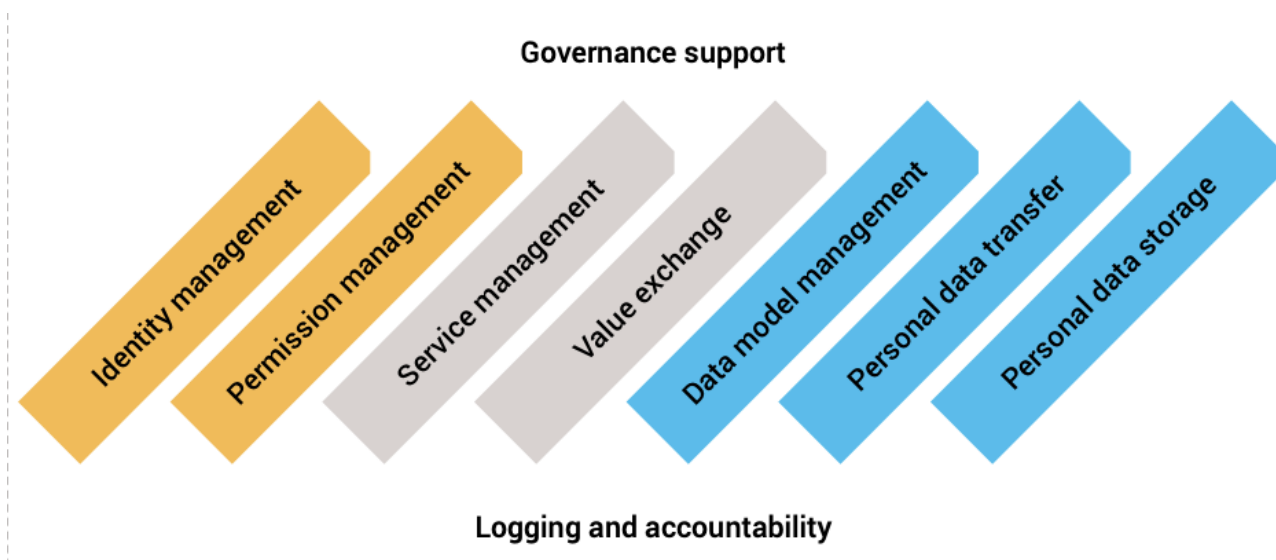 Governance support
Identity management
Permission management
Service management
Value exchange
Data model management
Personal data transfer
Personal data storage
Logging and accountability